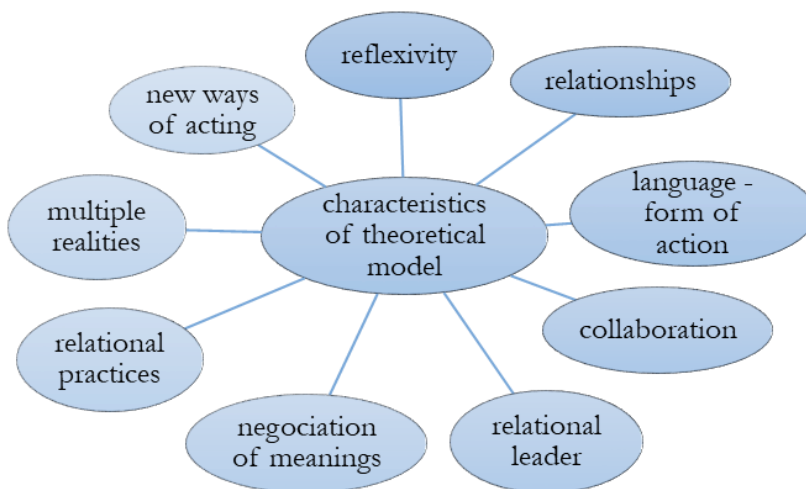 reflexivity
relationships
new ways
of acting
language -
form of
action
characteristics
of theoretical
model
multiple
realities
collaboration
relational
practices
negociation
of meanings
relational
leader